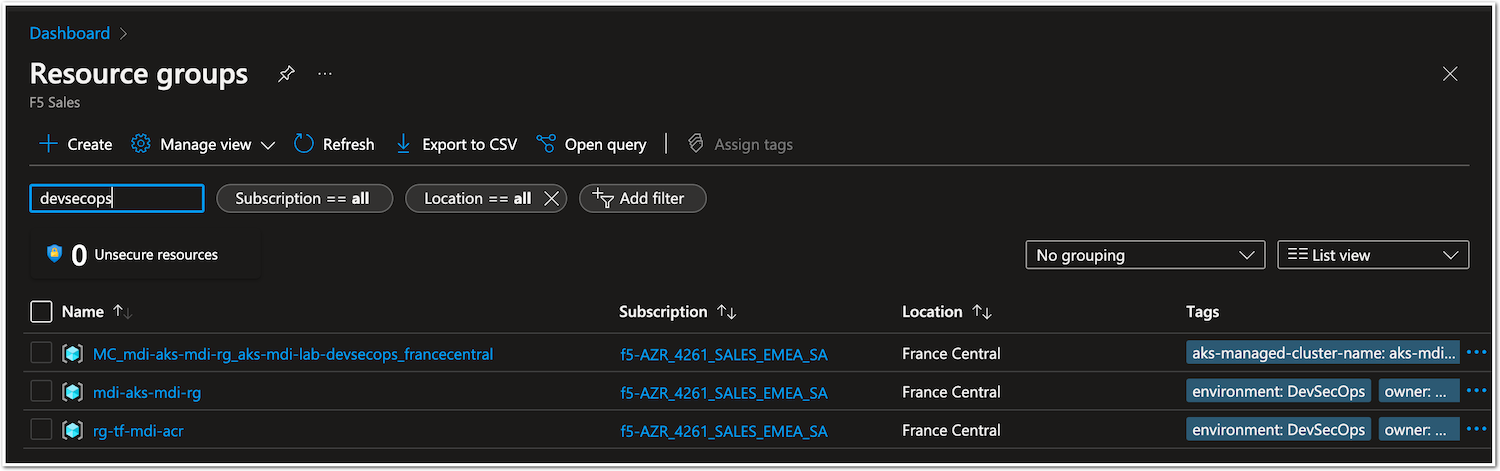 Dashboard
Resource groups
F5 Sales
Create Manage view Refresh Export to CSV Open query Assign tags
devsecops Subscription == all Location == all Add filter
0 Unsecure resources No grouping List view
Name Subscription Location Tags
MC_mdi-aks-mdi-rg_aks-mdi-lab-devsecops_francecentral f5-AZR_4261_SALES_EMEA_SA France Central aks-managed-cluster-name: aks-mdi...
mdi-aks-mdi-rg f5-AZR_4261_SALES_EMEA_SA France Central environment: DevSecOps owner: ...
rg-tf-mdi-acr f5-AZR_4261_SALES_EMEA_SA France Central environment: DevSecOps owner: ...